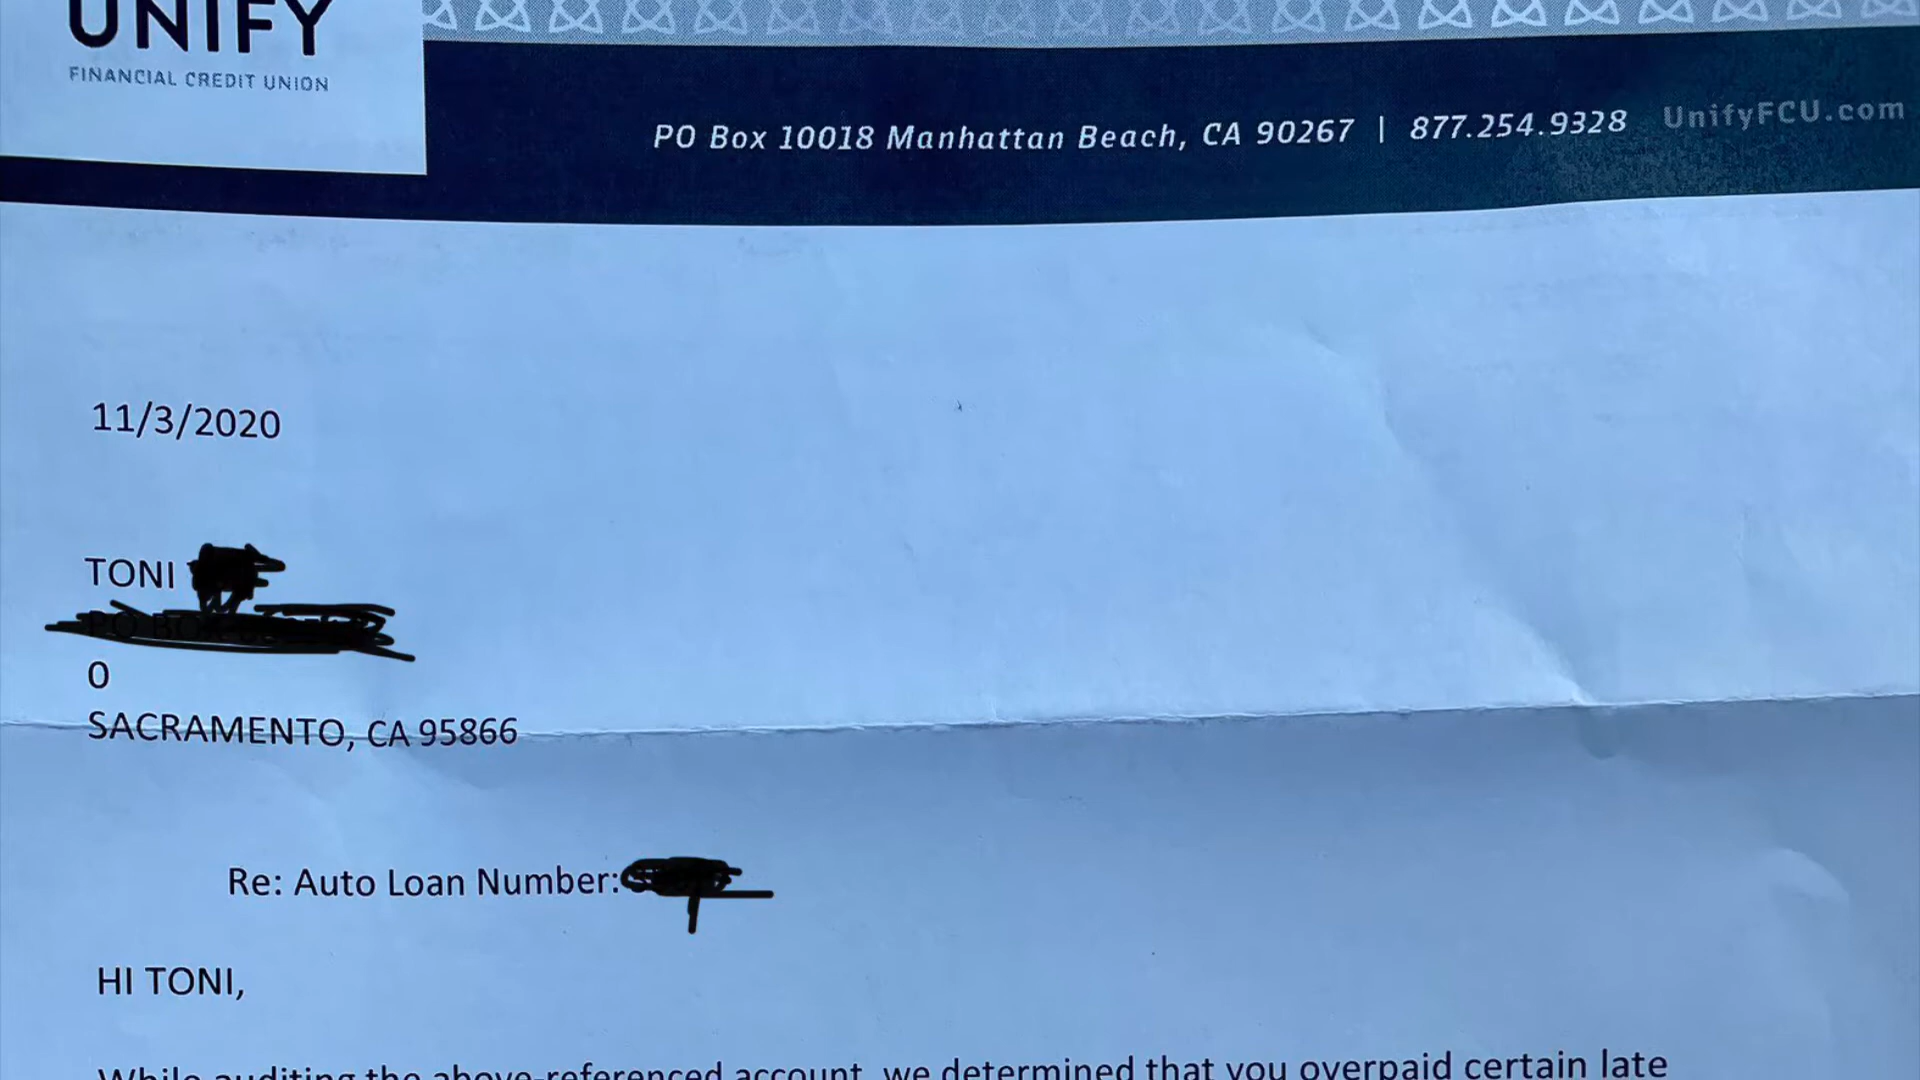 UNIFY
FINANCIAL CREDIT UNION
PO Box 10018 Manhattan Beach, CA 90267 | 877.254.9328 UnifyFCU.com
11/3/2020
TONI
PO BOX
0
SACRAMENTO, CA 95866
Re: Auto Loan Number:
HI TONI,
While auditing the above-referenced account, we determined that you overpaid certain late